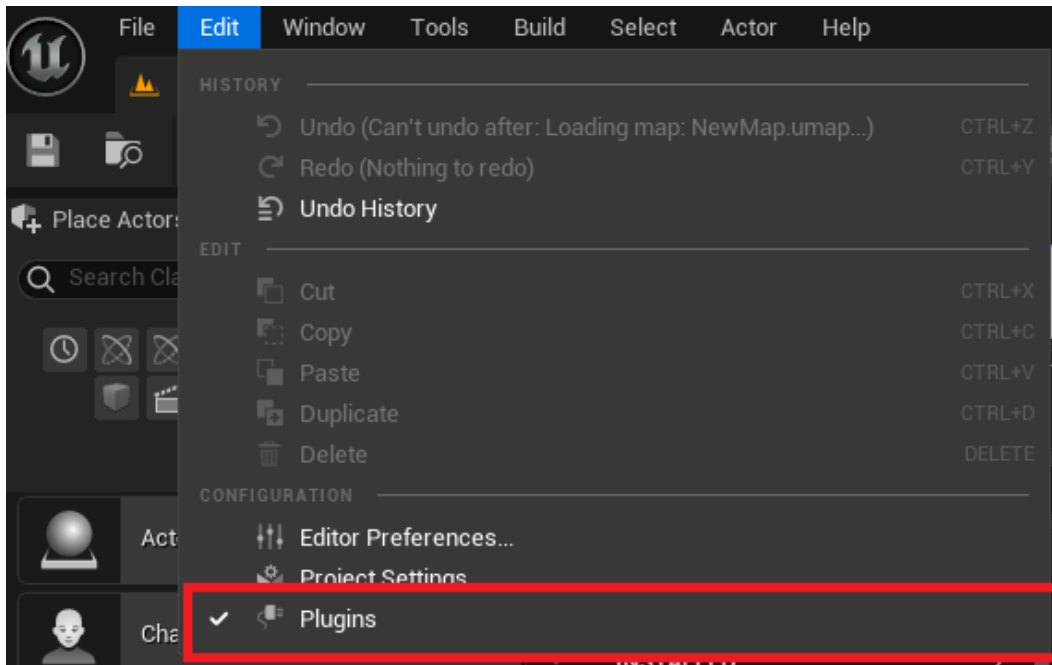 File Edit Window Tools Build Select Actor Help
HISTORY
Undo (Can't undo after: Loading map: NewMap.umap...) CTRL+Z
Redo (Nothing to redo) CTRL+Y
Place Actors
Undo History
EDIT
Search Cla
Cut CTRL+X
Copy CTRL+C
Paste CTRL+V
Duplicate CTRL+D
Delete DELETE
CONFIGURATION
Act
Editor Preferences...
Project Settings
Cha
Plugins
INSTALLED